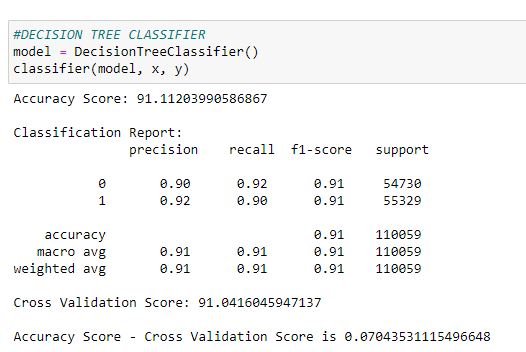 #DECISION TREE CLASSIFIER
model = DecisionTreeClassifier()
classifier(model, x, y)
Accuracy Score: 91.11203990586867
Classification Report:
precision recall f1-score support
0 0.90 0.92 0.91 54730
1 0.92 0.90 0.91 55329
accuracy 0.91 110059
macro avg 0.91 0.91 0.91 110059
weighted avg 0.91 0.91 0.91 110059
Cross Validation Score: 91.0416045947137
Accuracy Score - Cross Validation Score is 0.07043531115496648